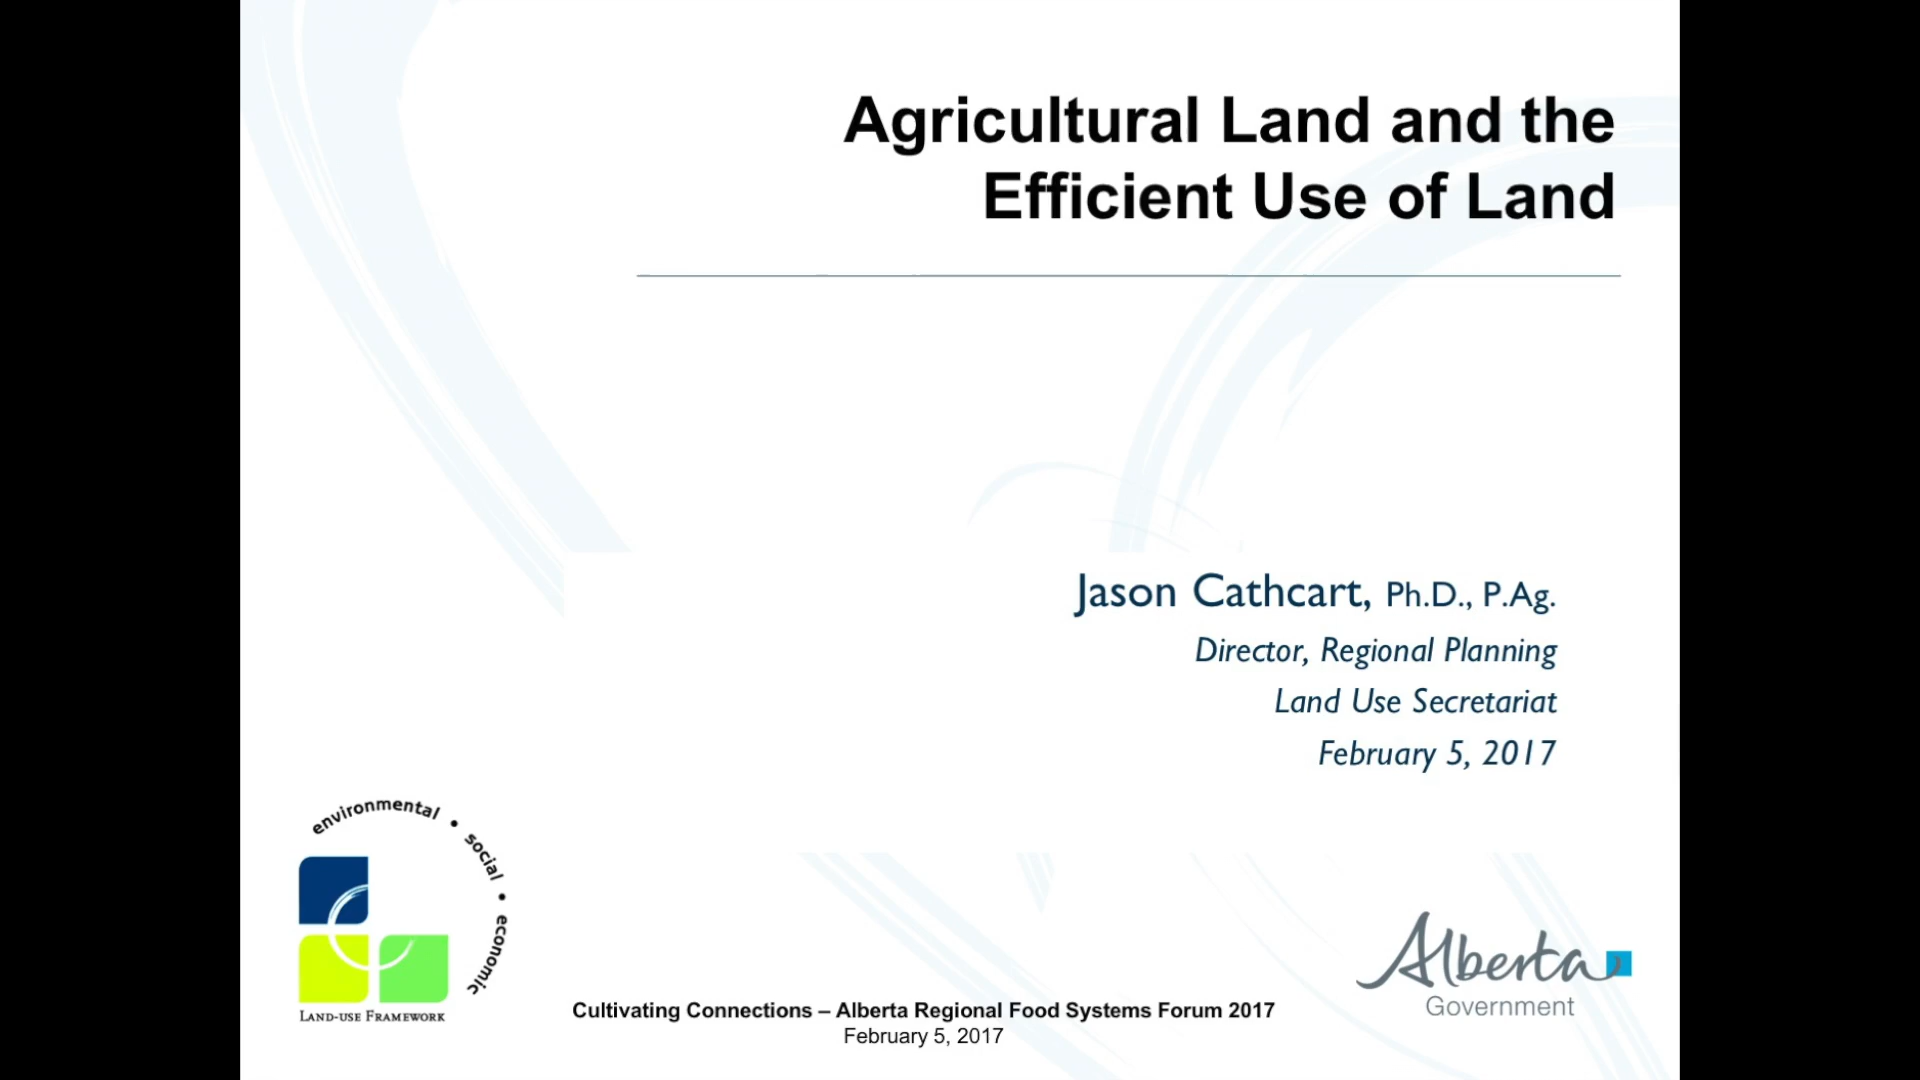 Agricultural Land and the
Efficient Use of Land
Jason Cathcart, Ph.D., P.Ag.
Director, Regional Planning
Land Use Secretariat
February 5, 2017
environmental • social • economic
LAND-USE FRAMEWORK
Cultivating Connections – Alberta Regional Food Systems Forum 2017
February 5, 2017
Alberta
Government